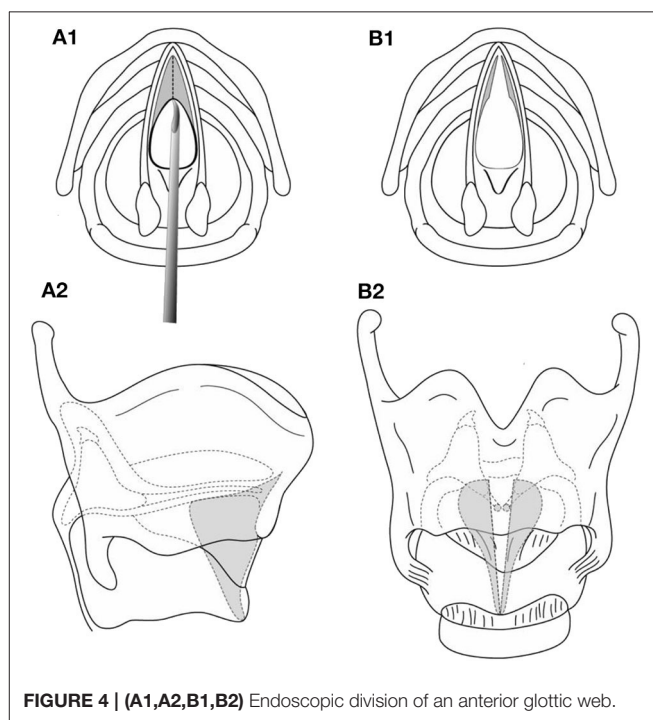 A1
B1
A2
B2
FIGURE 4 | (A1,A2,B1,B2) Endoscopic division of an anterior glottic web.